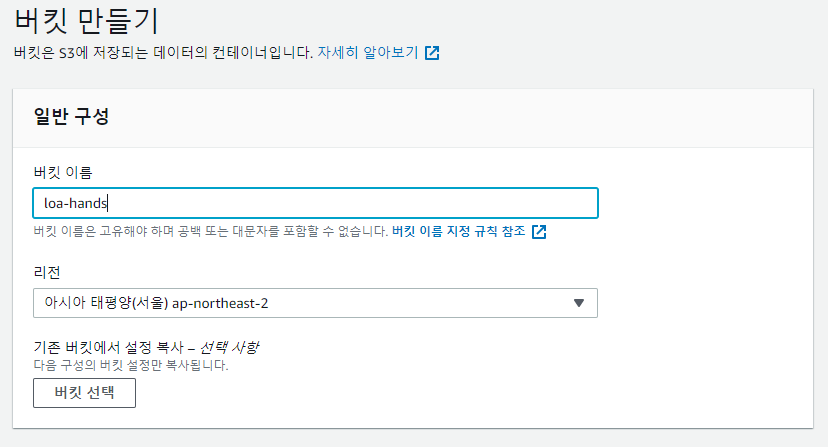 버킷 만들기
버킷은 S3에 저장되는 데이터의 컨테이너입니다. 자세히 알아보기
일반 구성
버킷 이름
loa-hands
버킷 이름은 고유해야 하며 공백 또는 대문자를 포함할 수 없습니다. 버킷 이름 지정 규칙 참조
리전
아시아 태평양(서울) ap-northeast-2
기존 버킷에서 설정 복사 – 선택 사항
다음 구성의 버킷 설정만 복사됩니다.
버킷 선택